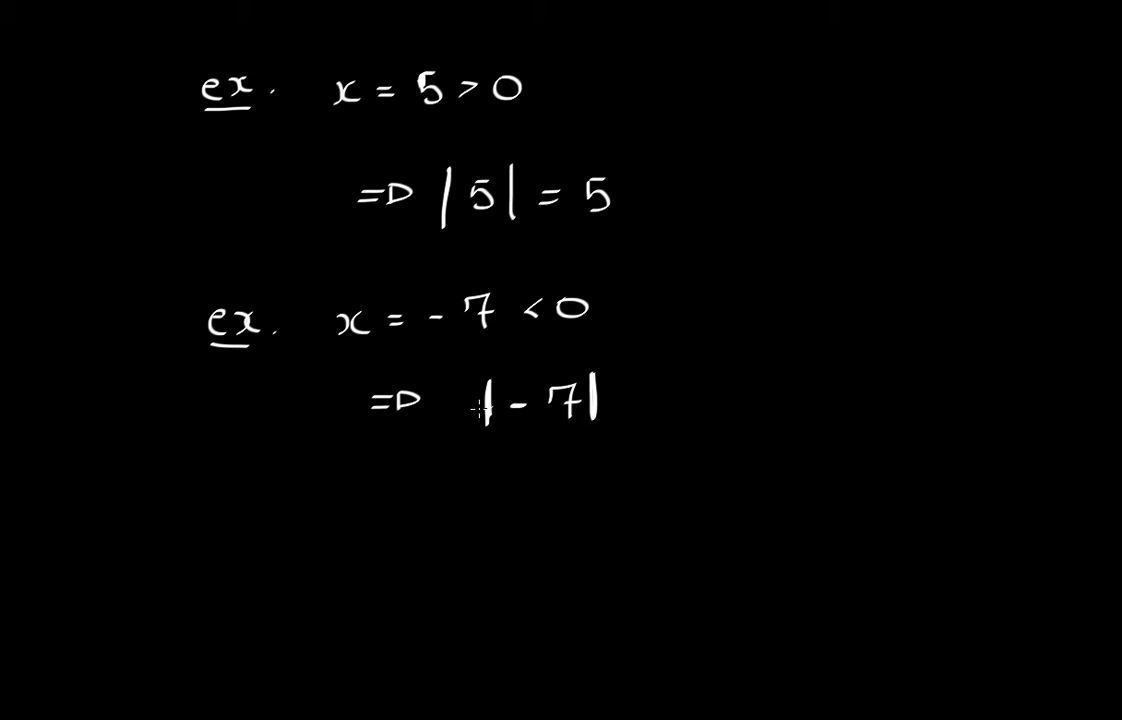 ex. x = 5 > 0
⇒ |5| = 5
ex. x = - 7 < 0
⇒ |- 7|